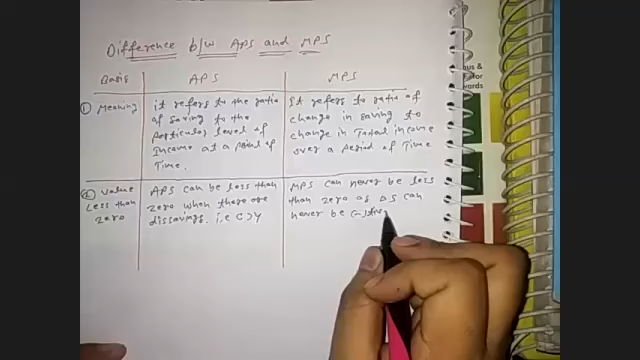 Difference b/w APS and MPS
Basis APS MPS
① Meaning
it refers to the ratio
of saving to the
particular level of
Income at a point of
Time.
It refers to ratio of
change in saving to
change in Total income
over a period of Time
② Value
less than
zero
APS can be less than
zero when there are
dissavings. i.e C > Y
MPS can never be less
than zero as ΔS can
never be (-)ive